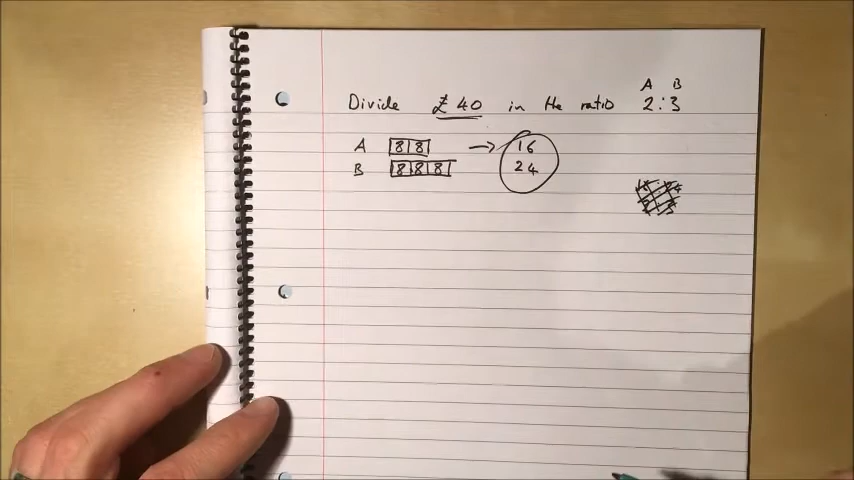 A B
Divide £40 in the ratio 2:3
A 8 8 → 16
B 8 8 8 24